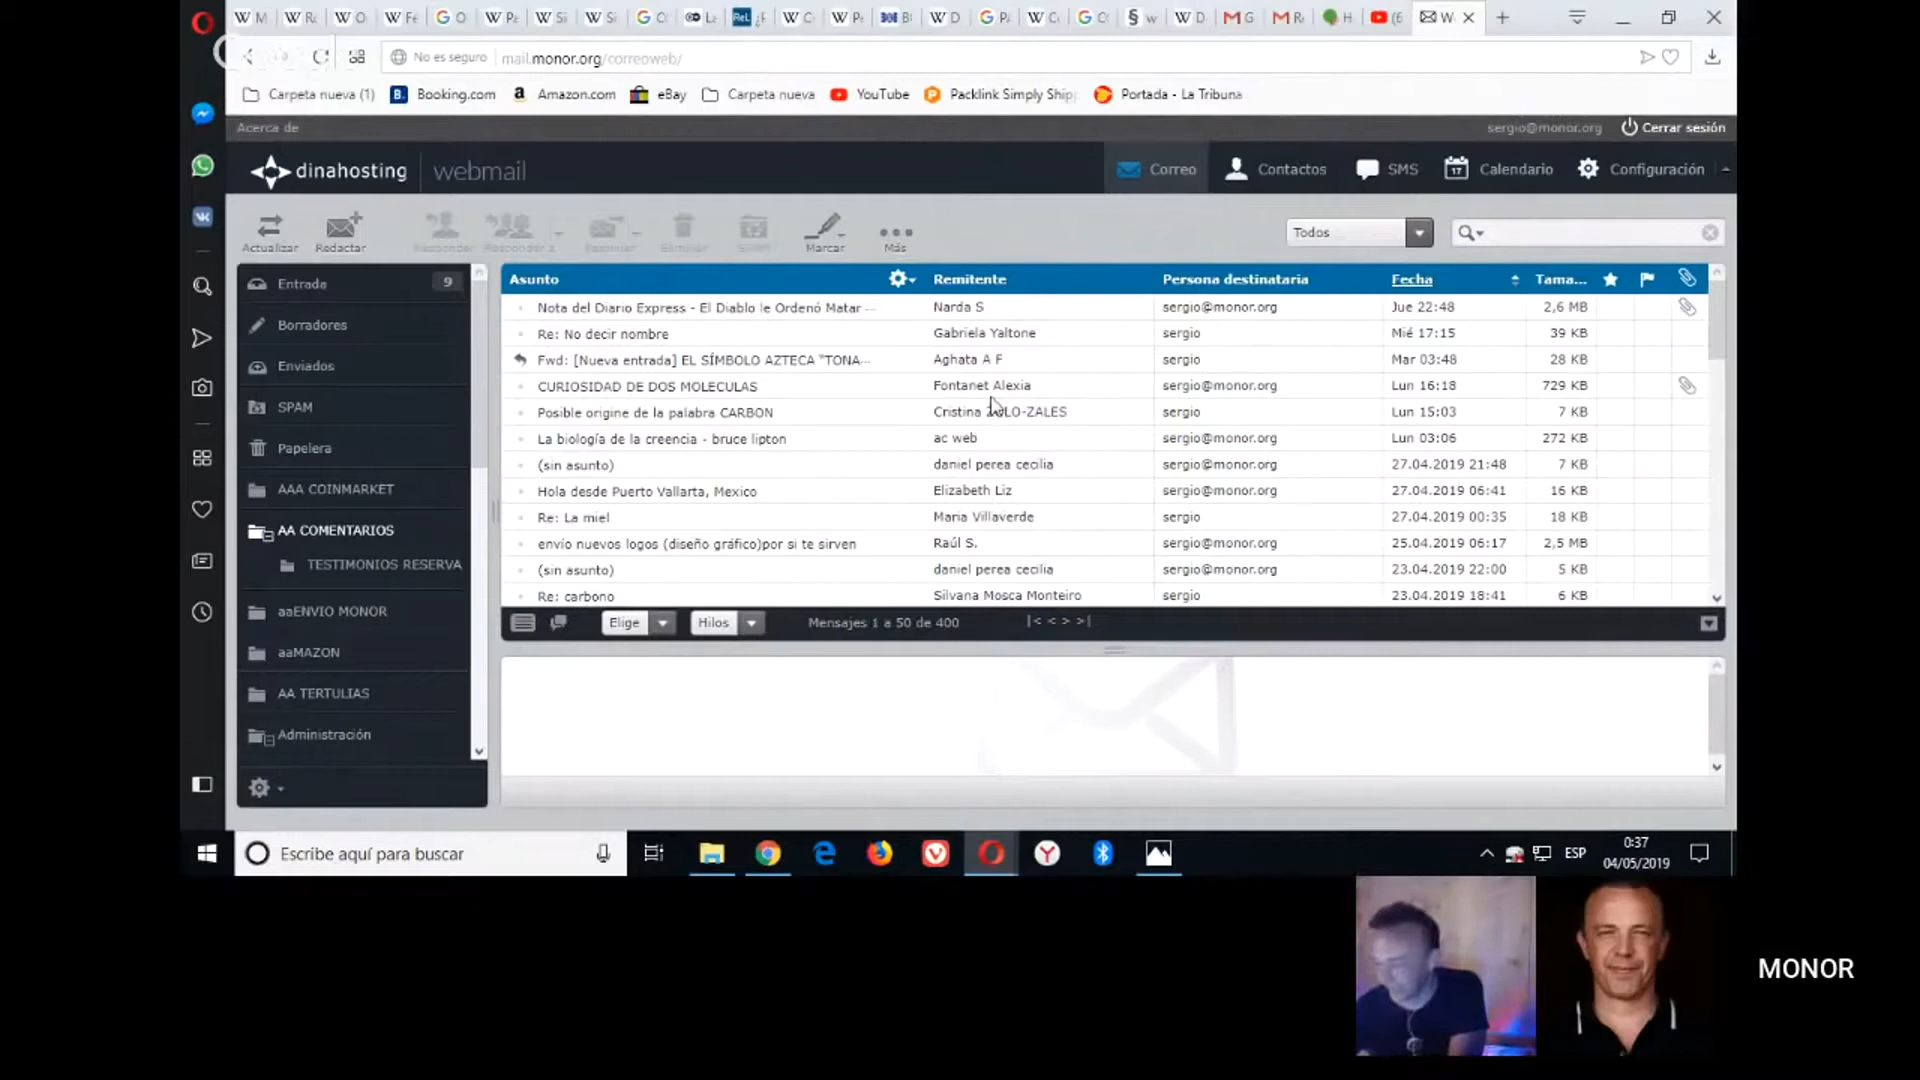 No es seguro mail.monor.org/correoweb/
Carpeta nueva (1) Booking.com Amazon.com eBay Carpeta nueva YouTube Packlink Simply Ship Portada - La Tribuna
Acerca de sergio@monor.org Cerrar sesión
dinahosting webmail Correo Contactos SMS Calendario Configuración
Actualizar Redactar Marcar Más Todos
Entrada 9
Borradores
Enviados
SPAM
Papelera
AAA COINMARKET
AA COMENTARIOS
TESTIMONIOS RESERVA
aaENVIO MONOR
aaMAZON
AA TERTULIAS
Administración
Asunto Remitente Persona destinataria Fecha Tama...
Nota del Diario Express - El Diablo le Ordenó Matar Narda S sergio@monor.org Jue 22:48 2,6 MB
Re: No decir nombre Gabriela Yaltone sergio Mié 17:15 39 KB
Fwd: [Nueva entrada] EL SÍMBOLO AZTECA "TONA... Aghata A F sergio Mar 03:48 28 KB
CURIOSIDAD DE DOS MOLECULAS Fontanet Alexia sergio@monor.org Lun 16:18 729 KB
Posible origine de la palabra CARBON Cristina sergio Lun 15:03 7 KB
La biología de la creencia - bruce lipton ac web sergio@monor.org Lun 03:06 272 KB
(sin asunto) daniel perea cecilia sergio@monor.org 27.04.2019 21:48 7 KB
Hola desde Puerto Vallarta, Mexico Elizabeth Liz sergio@monor.org 27.04.2019 06:41 16 KB
Re: La miel Maria Villaverde sergio 27.04.2019 00:35 18 KB
envío nuevos logos (diseño gráfico)por si te sirven Raúl S. sergio@monor.org 25.04.2019 06:17 2,5 MB
(sin asunto) daniel perea cecilia sergio@monor.org 23.04.2019 22:00 5 KB
Re: carbono Silvana Mosca Monteiro sergio 23.04.2019 18:41 6 KB
Elige Hilos Mensajes 1 a 50 de 400
Escribe aquí para buscar ESP 0:37
04/05/2019
MONOR